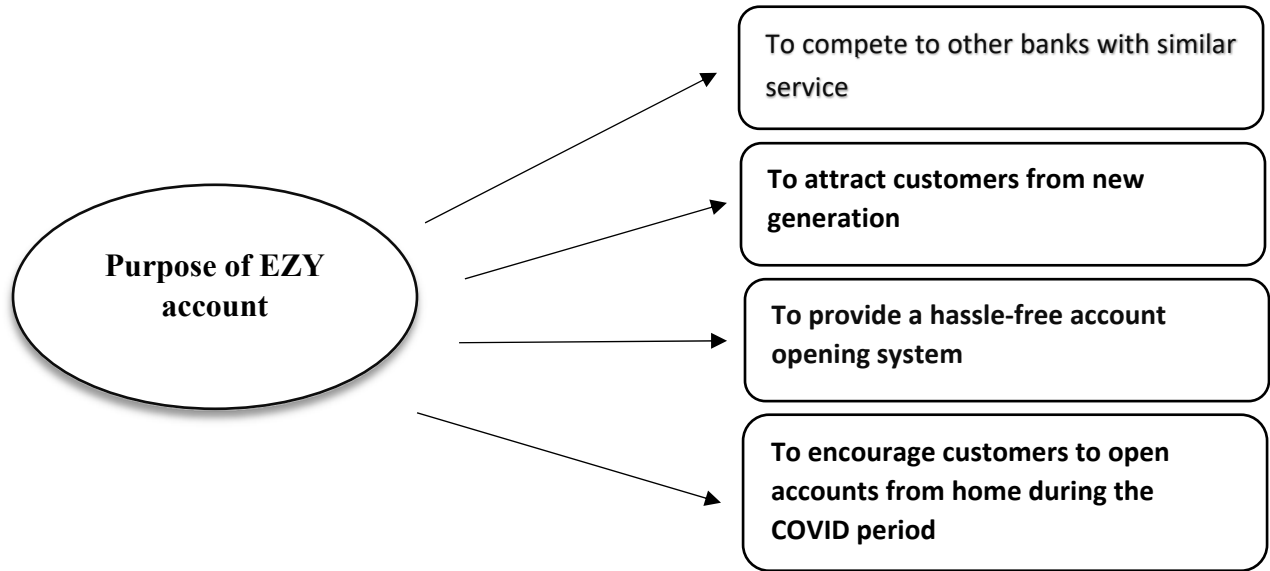 Purpose of EZY
account
To compete to other banks with similar
service
To attract customers from new
generation
To provide a hassle-free account
opening system
To encourage customers to open
accounts from home during the
COVID period